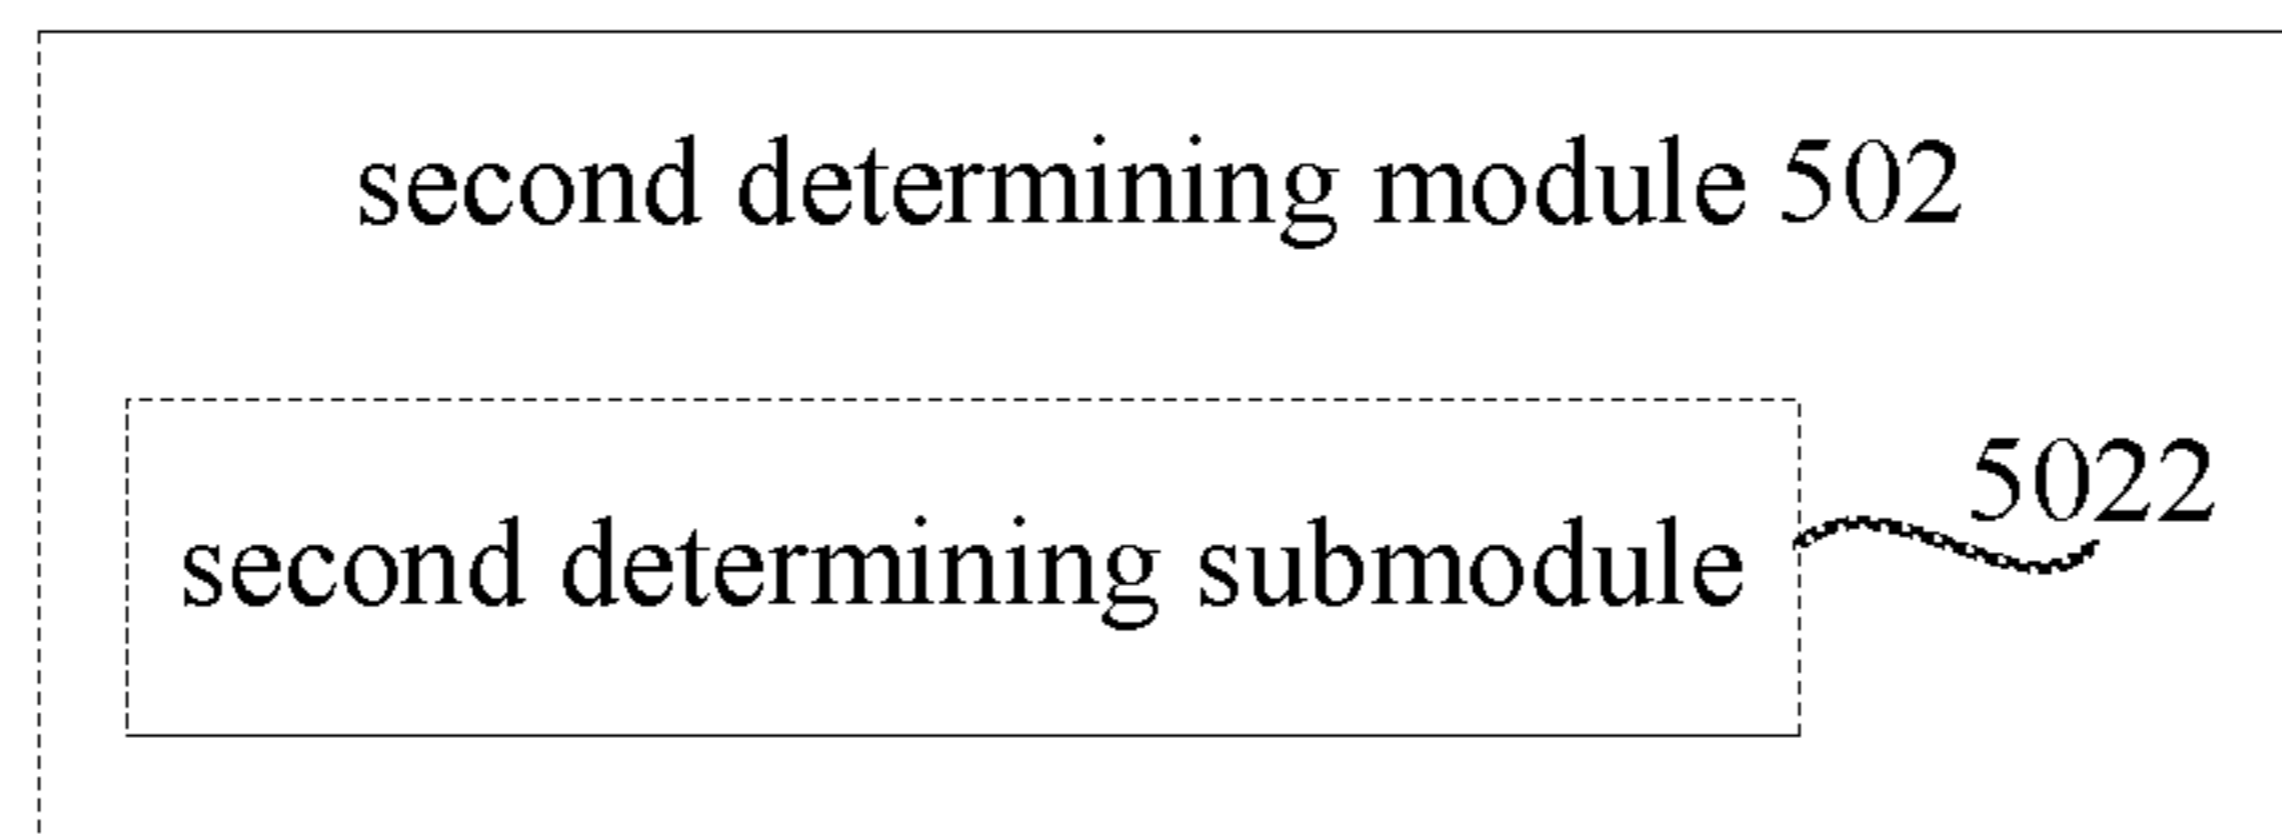 second determining module 502
5022
second determining submodule